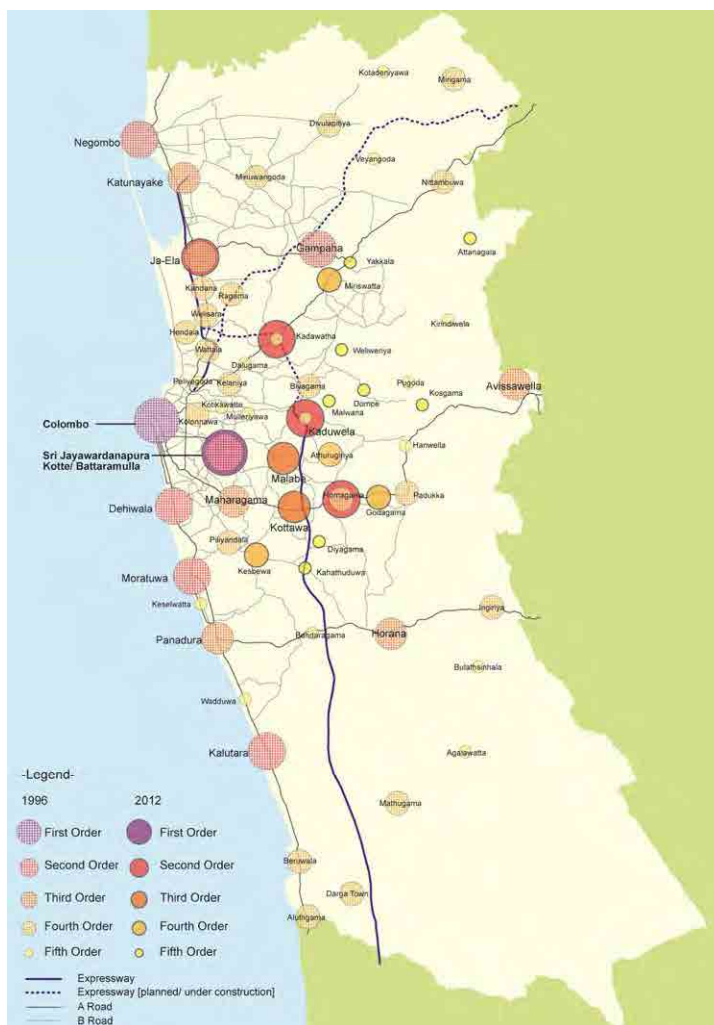 Kotadeniyawa
Mirigama
Divulapitiya
Negombo
Veyangoda
Katunayake
Minuwangoda
Nittambuwa
Attanagala
Gampaha
Ja-Ela
Yakkala
Miriswatta
Kandana
Ragama
Welisara
Kirindiwela
Hendala
Kadawatha
Wattala
Weliweriya
Dalugama
Peliyagoda
Kelaniya
Biyagama
Pugoda
Avissawella
Dompe
Kosgama
Malwana
Kotikawatta
Mulleriyawa
Colombo
Kolonnawa
Kaduwela
Hanwella
Sri Jayawardanapura
Kotte/ Battaramulla
Athurugiriya
Malabe
Maharagama
Homagama
Padukka
Dehiwala
Godagama
Kottawa
Piliyandala
Diyagama
Kesbewa
Kahathuduwa
Moratuwa
Keselwatta
Ingiriya
Panadura
Bandaragama
Horana
Bulathsinhala
Wadduwa
Kalutara
Agalawatta
Mathugama
Beruwala
Darga Town
Aluthgama
-Legend-
1996 2012
First Order First Order
Second Order Second Order
Third Order Third Order
Fourth Order Fourth Order
Fifth Order Fifth Order
Expressway
Expressway [planned/ under construction]
A Road
B Road